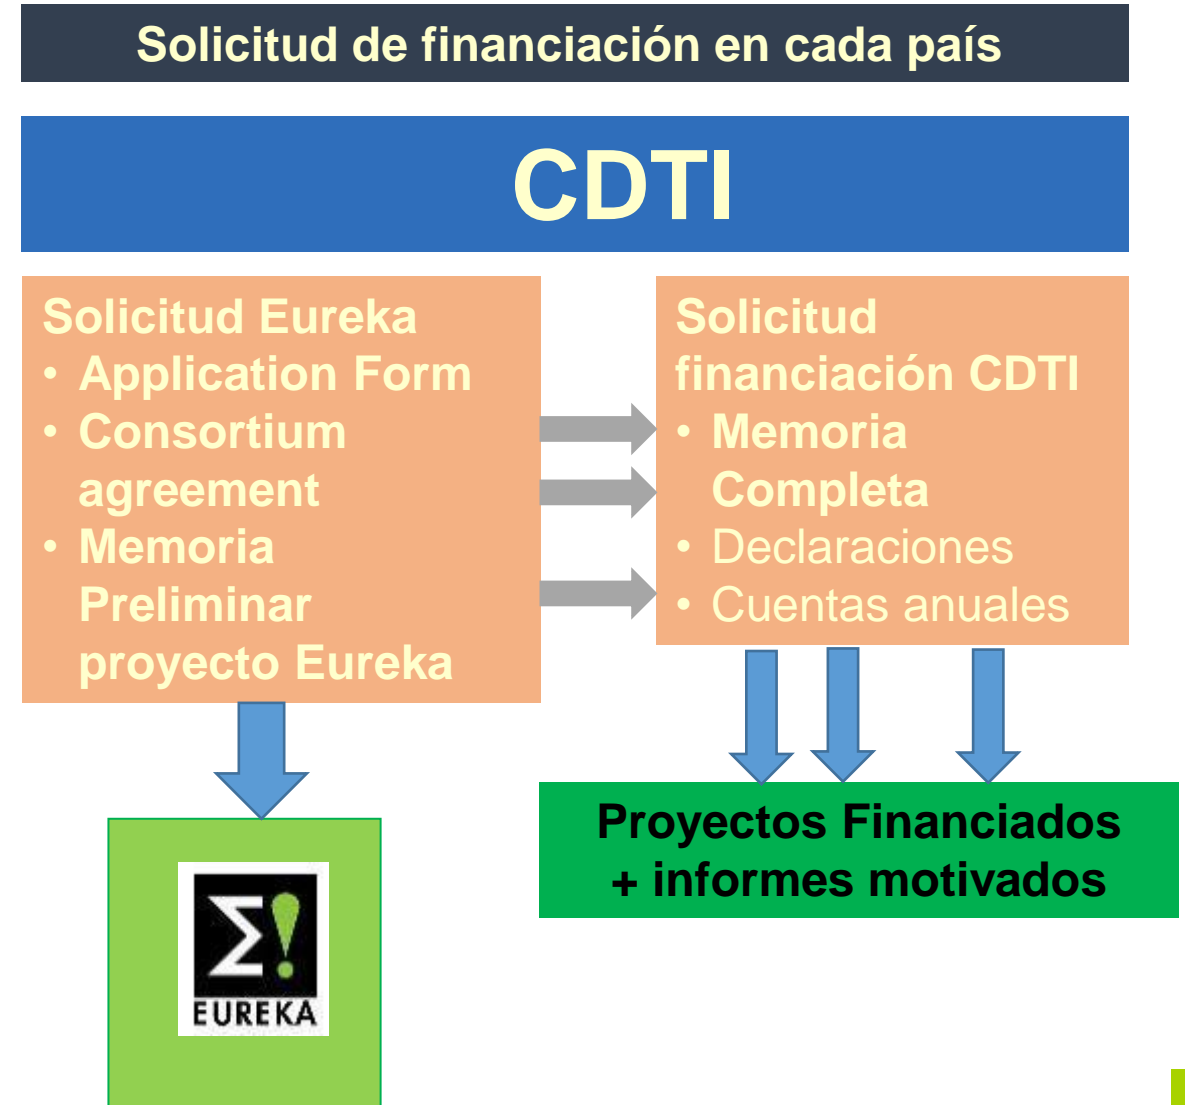 Solicitud de financiación en cada país
CDTI
Solicitud Eureka
• Application Form
• Consortium
agreement
• Memoria
Preliminar
proyecto Eureka
Solicitud
financiación CDTI
• Memoria
Completa
• Declaraciones
• Cuentas anuales
Proyectos Financiados
+ informes motivados
Σ!
EUREKA